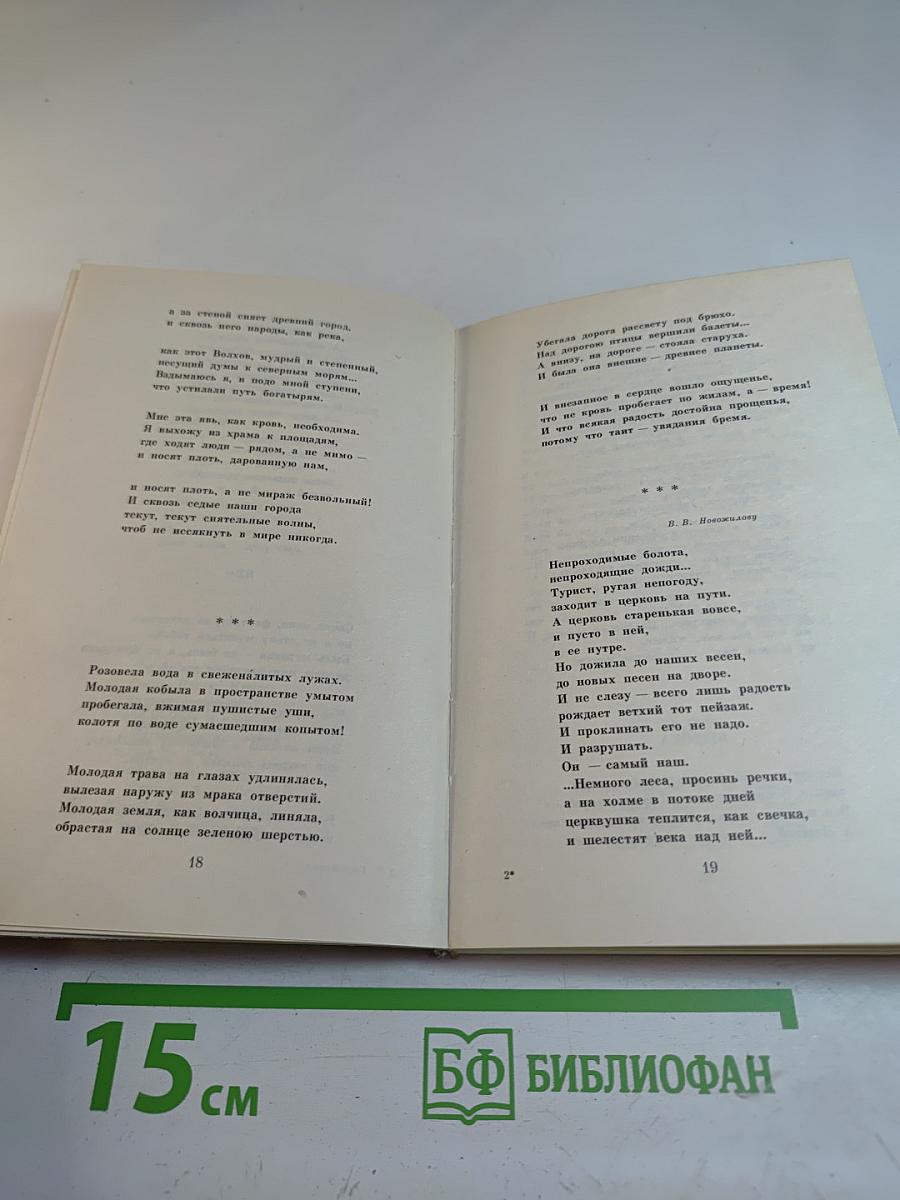 а за стеной сияет древний город,
и сквозь него народы, как река,
как этот Волхов, мудрый и степенный,
несущий думы к северным морям...
Вздымаюсь я, и подо мной ступени,
что устилали путь богатырям.
Мне эта явь, как кровь, необходима.
Я выхожу из храма к площадям,
где ходят люди — рядом, а не мимо —
и носят плоть, дарованную нам,
и носят плоть, а не мираж безвольный!
И сквозь седые наши города
текут, текут сиятельные волны,
чтоб не иссякнуть в мире никогда.
* * *
Розовела вода в свежена́литых лужах.
Молодая кобыла в пространстве умытом
пробегала, вжимая пушистые уши,
колотя по воде сумасшедшим копытом!
Молодая трава на глазах удлинялась,
вылезая наружу из мрака отверстий.
Молодая земля, как волчица, линяла,
обрастая на солнце зеленою шерстью.
18
Убегала дорога рассвету под брюхо.
Над дорогою птицы вершили балеты...
А внизу, на дороге — стояла старуха.
И была она внешне — древнее планеты.
И внезапное в сердце вошло ощущенье,
что не кровь пробегает по жилам, а — время!
И что всякая радость достойна прощенья,
потому что таит — увядания бремя.
* * *
В. В. Новожилову
Непроходимые болота,
непроходящие дожди...
Турист, ругая непогоду,
заходит в церковь на пути.
А церковь старенькая вовсе,
и пусто в ней,
в ее нутре.
Но дожила до наших весен,
до новых песен на дворе.
И не слезу — всего лишь радость
рождает ветхий тот пейзаж.
И проклинать его не надо.
И разрушать.
Он — самый наш.
...Немного леса, просинь речки,
а на холме в потоке дней
церквушка теплится, как свечка,
и шелестят века над ней...
2*
19
15 см
БФ БИБЛИОФАН